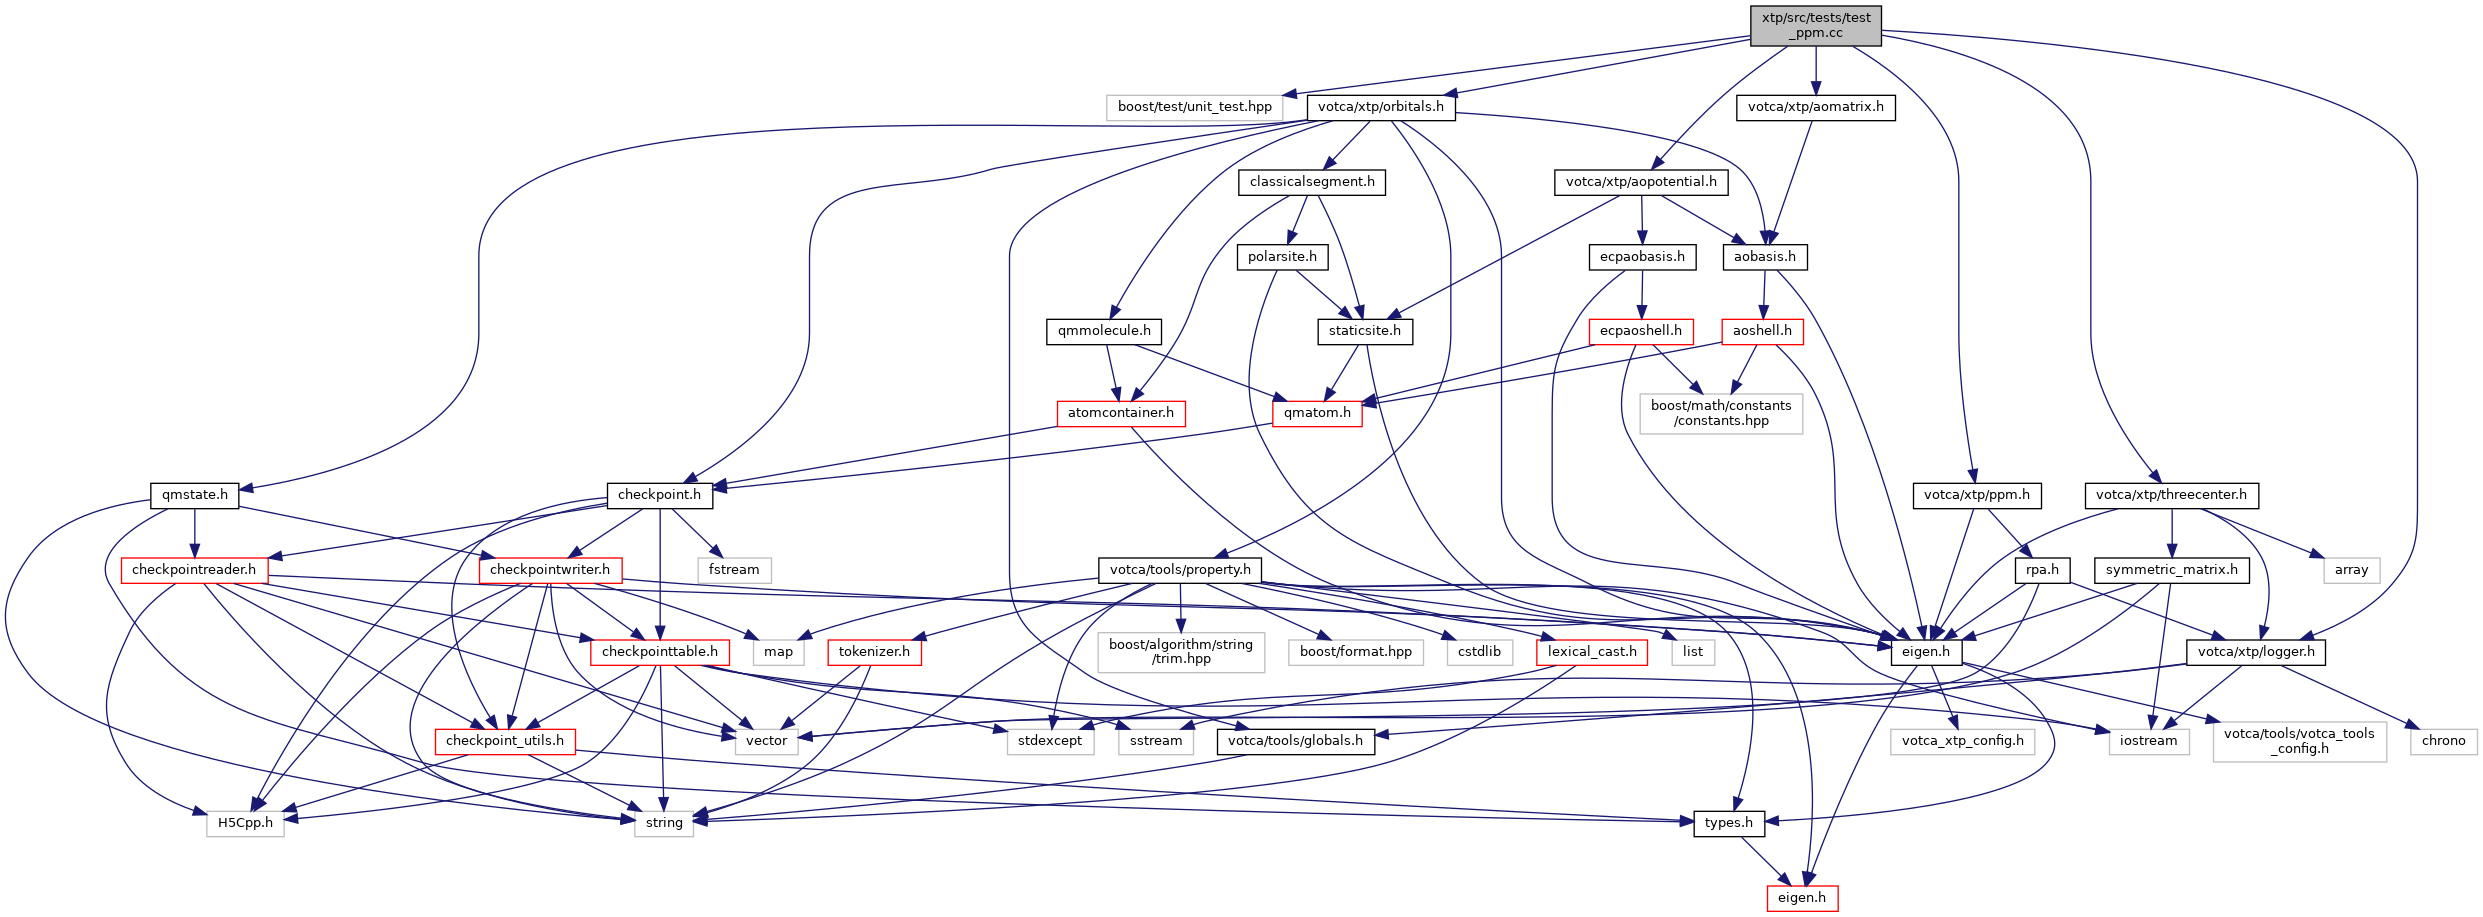 xtp/src/tests/test
_ppm.cc
boost/test/unit_test.hpp
votca/xtp/orbitals.h
votca/xtp/aomatrix.h
classicalsegment.h
votca/xtp/aopotential.h
polarsite.h
ecpaobasis.h
aobasis.h
qmmolecule.h
staticsite.h
ecpaoshell.h
aoshell.h
atomcontainer.h
qmatom.h
boost/math/constants
/constants.hpp
qmstate.h
checkpoint.h
votca/xtp/ppm.h
votca/xtp/threecenter.h
checkpointreader.h
checkpointwriter.h
fstream
votca/tools/property.h
rpa.h
symmetric_matrix.h
array
checkpointtable.h
map
tokenizer.h
boost/algorithm/string
/trim.hpp
boost/format.hpp
cstdlib
lexical_cast.h
list
eigen.h
votca/xtp/logger.h
checkpoint_utils.h
vector
stdexcept
sstream
votca/tools/globals.h
votca_xtp_config.h
iostream
votca/tools/votca_tools
_config.h
chrono
H5Cpp.h
string
types.h
eigen.h